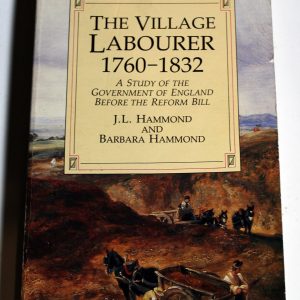 THE VILLAGE
LABOURER
1760–1832
A STUDY OF THE
GOVERNMENT OF ENGLAND
BEFORE THE REFORM BILL
J.L. HAMMOND
AND
BARBARA HAMMOND